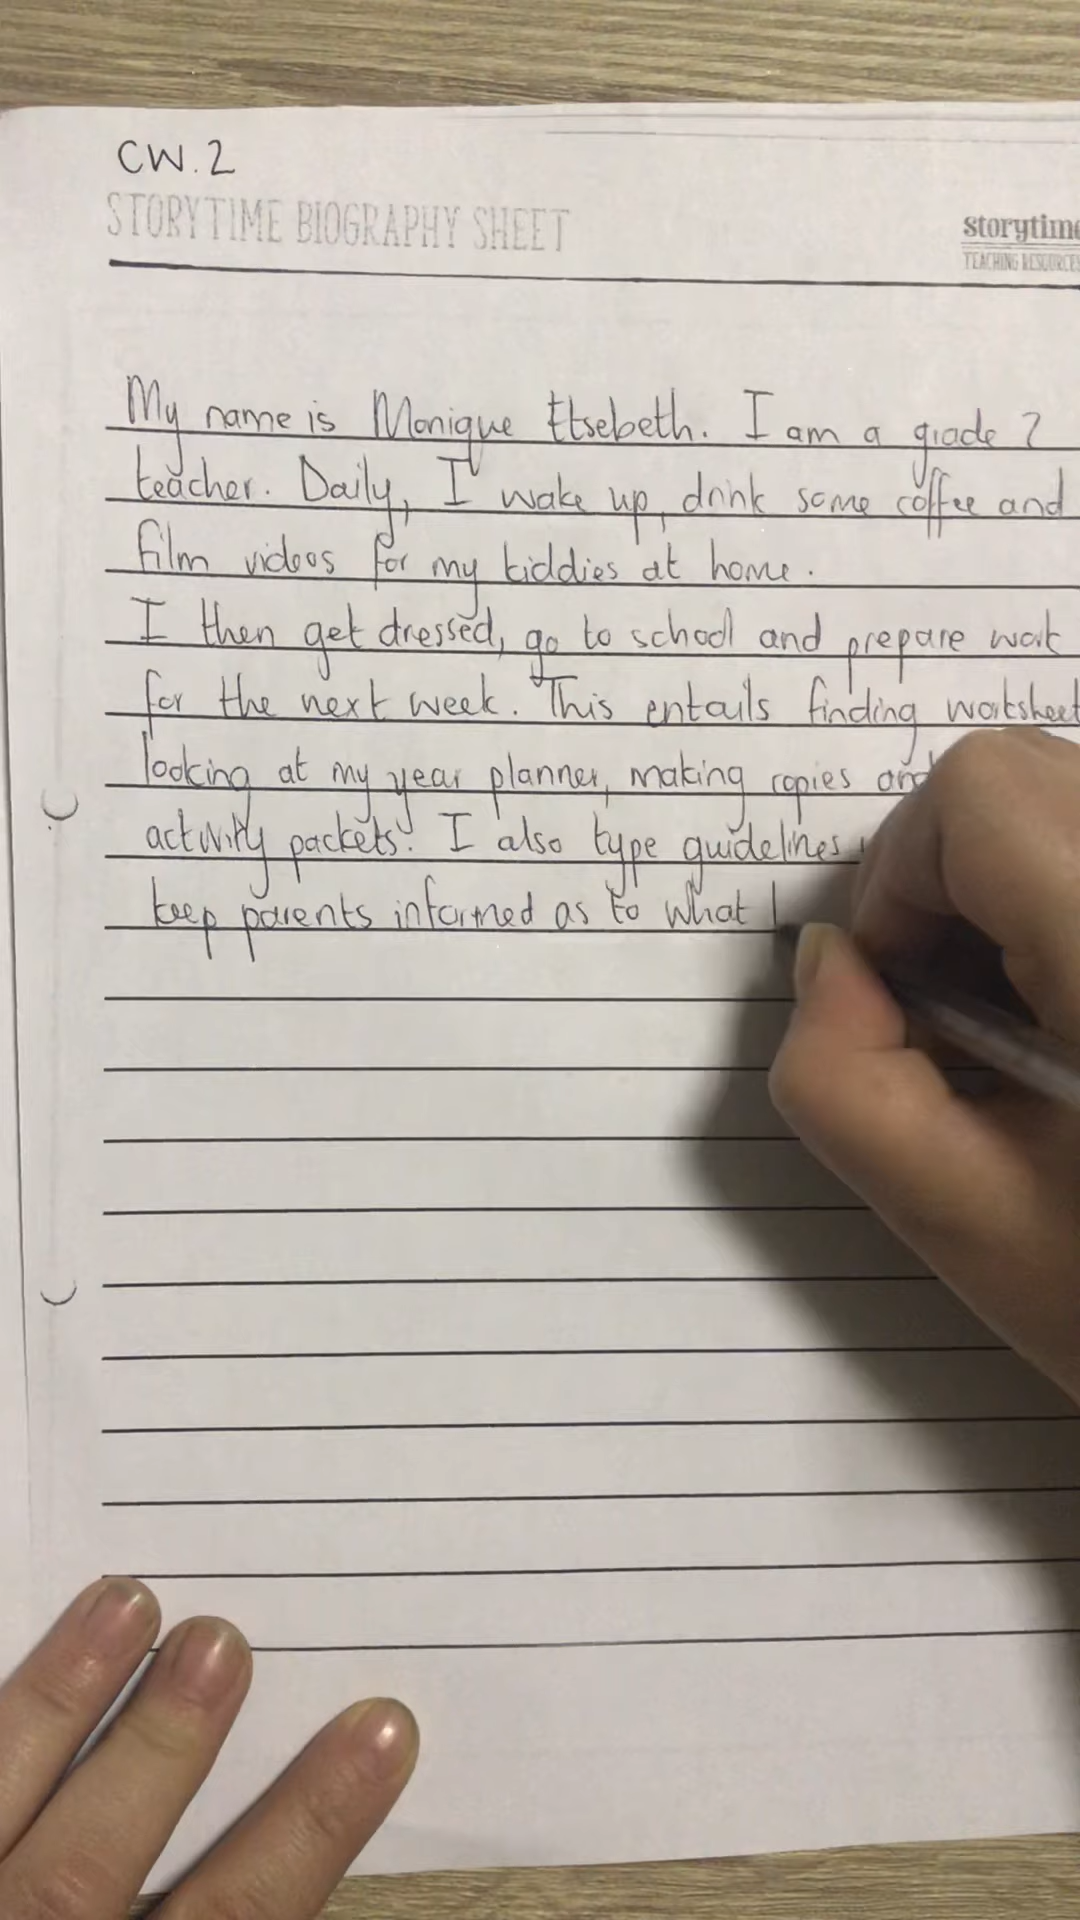 CW.2
STORYTIME BIOGRAPHY SHEET
storytime
TEACHING RESOURCES
My name is Monique Etsebeth. I am a grade 2
teacher. Daily, I wake up, drink some coffee and
film videos for my kiddies at home.
I then get dressed, go to school and prepare work
for the next week. This entails finding worksheet
looking at my year planner, making copies and
activity packets. I also type guidelines
keep parents informed as to what